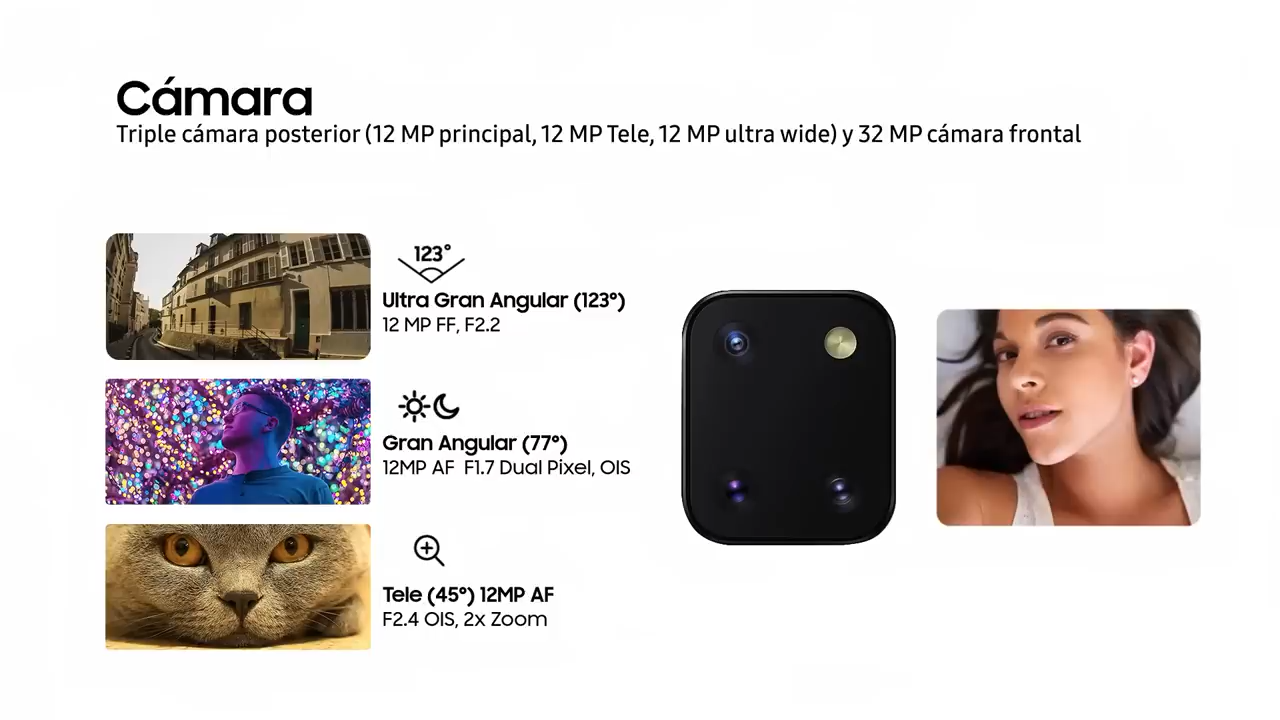 Cámara
Triple cámara posterior (12 MP principal, 12 MP Tele, 12 MP ultra wide) y 32 MP cámara frontal
123°
Ultra Gran Angular (123°)
12 MP FF, F2.2
Gran Angular (77°)
12MP AF F1.7 Dual Pixel, OIS
Tele (45°) 12MP AF
F2.4 OIS, 2x Zoom